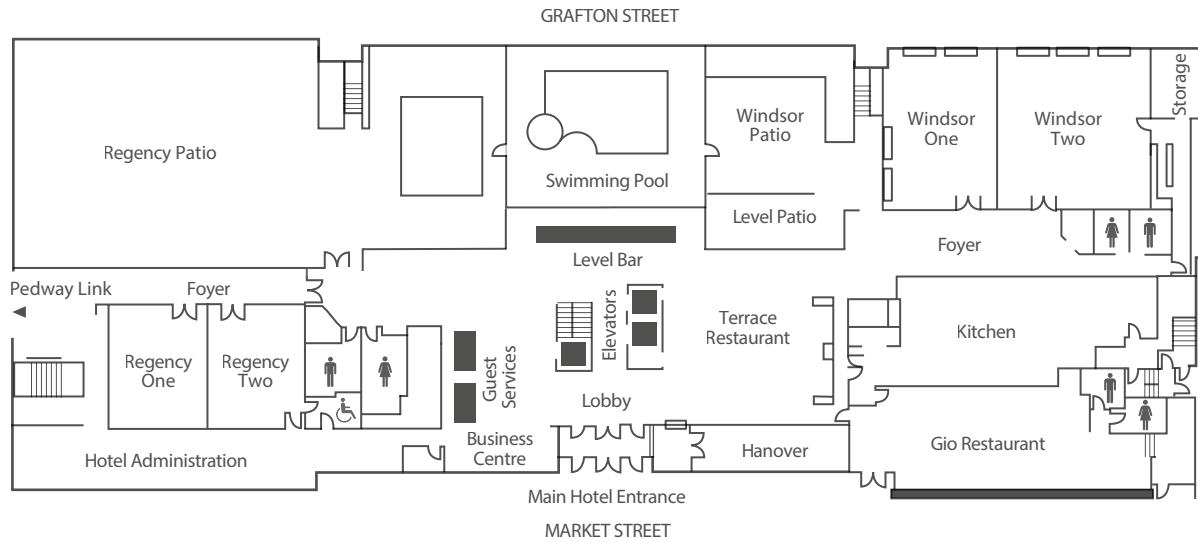 GRAFTON STREET
Storage
Windsor
One
Windsor
Two
Windsor
Patio
Regency Patio
Swimming Pool
Level Patio
Foyer
Level Bar
Pedway Link
Foyer
Elevators
Terrace
Restaurant
Kitchen
Regency
One
Regency
Two
Guest
Services
Lobby
Business
Centre
Hanover
Gio Restaurant
Hotel Administration
Main Hotel Entrance
MARKET STREET